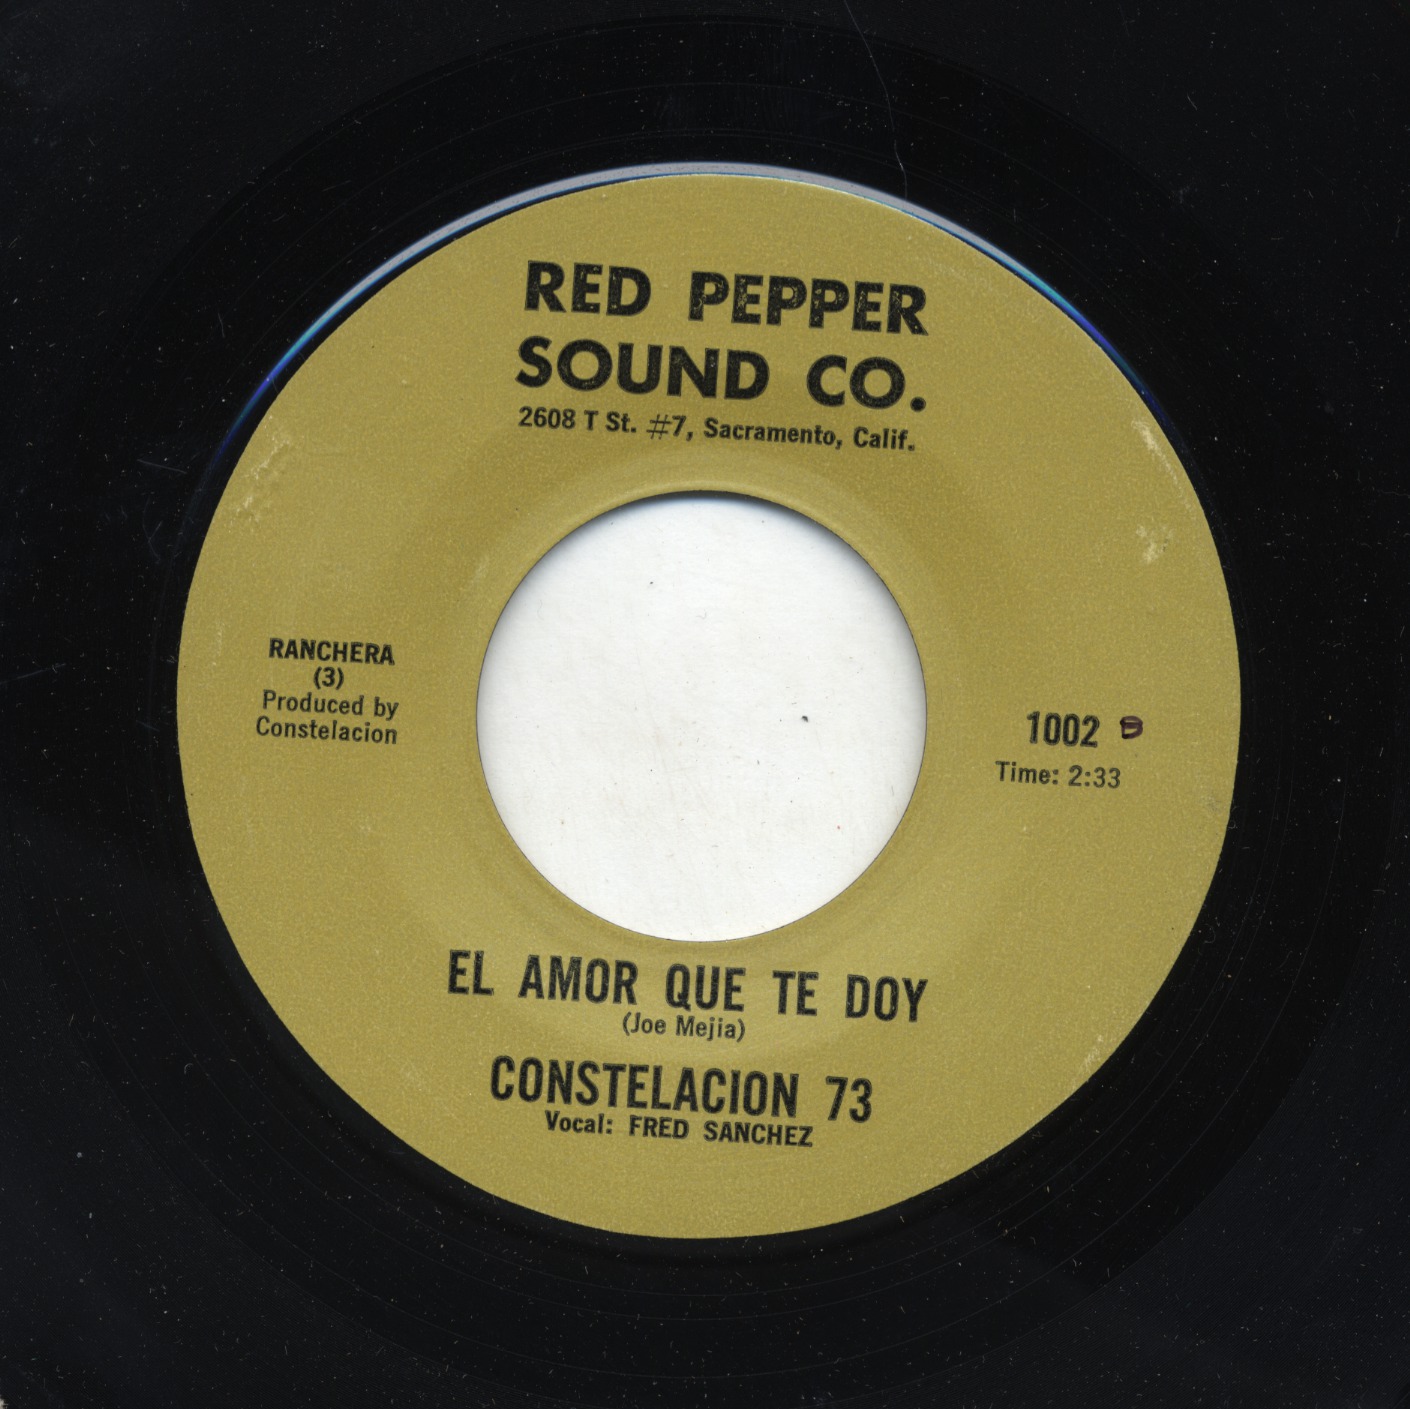 RED PEPPER
SOUND CO.
2608 T St. #7, Sacramento, Calif.
RANCHERA
(3)
Produced by
Constelacion
1002 B
Time: 2:33
EL AMOR QUE TE DOY
(Joe Mejia)
CONSTELACION 73
Vocal: FRED SANCHEZ